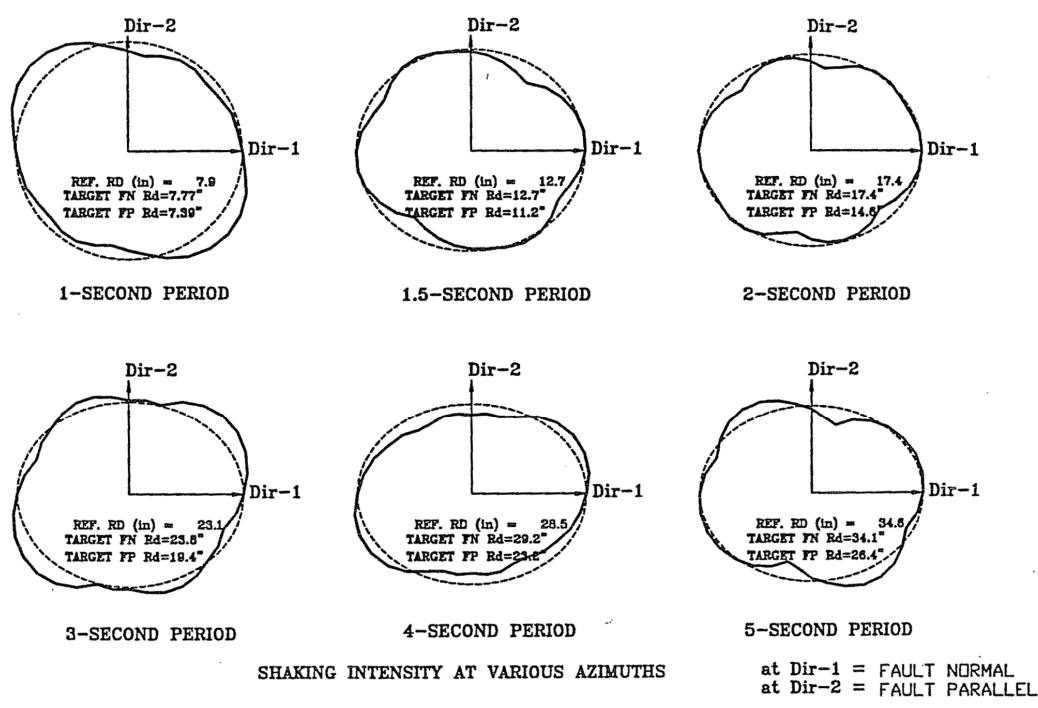 Dir-2
Dir-1
REF. RD (in) = 7.9
TARGET FN Rd=7.77"
TARGET FP Rd=7.39"
1-SECOND PERIOD
Dir-2
Dir-1
REF. RD (in) = 12.7
TARGET FN Rd=12.7"
TARGET FP Rd=11.2"
1.5-SECOND PERIOD
Dir-2
Dir-1
REF. RD (in) = 17.4
TARGET FN Rd=17.4"
TARGET FP Rd=14.6"
2-SECOND PERIOD
Dir-2
Dir-1
REF. RD (in) = 23.1
TARGET FN Rd=23.8"
TARGET FP Rd=19.4"
3-SECOND PERIOD
Dir-2
Dir-1
REF. RD (in) = 28.5
TARGET FN Rd=29.2"
TARGET FP
4-SECOND PERIOD
Dir-2
Dir-1
REF. RD (in) = 34.6
TARGET FN Rd=34.1"
TARGET FP Rd=26.4"
5-SECOND PERIOD
SHAKING INTENSITY AT VARIOUS AZIMUTHS
at Dir-1 = FAULT NORMAL
at Dir-2 = FAULT PARALLEL